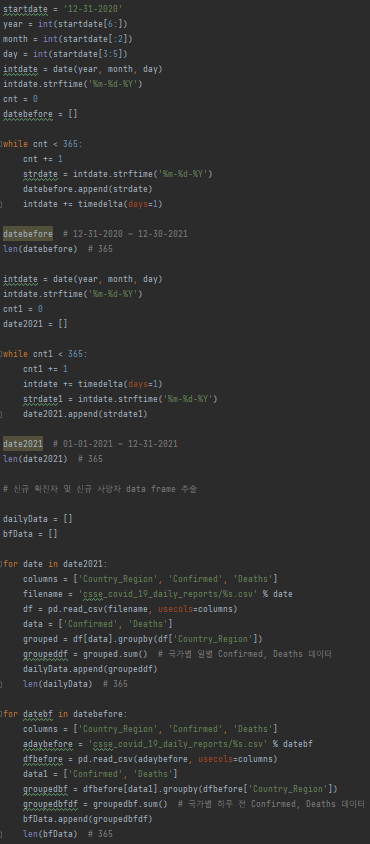 startdate = '12-31-2020'
year = int(startdate[6:])
month = int(startdate[:2])
day = int(startdate[3:5])
intdate = date(year, month, day)
intdate.strftime('%m-%d-%Y')
cnt = 0
datebefore = []
while cnt < 365:
    cnt += 1
    strdate = intdate.strftime('%m-%d-%Y')
    datebefore.append(strdate)
    intdate += timedelta(days=1)
datebefore  # 12-31-2020 ~ 12-30-2021
len(datebefore)  # 365
intdate = date(year, month, day)
intdate.strftime('%m-%d-%Y')
cnt1 = 0
date2021 = []
while cnt1 < 365:
    cnt1 += 1
    intdate += timedelta(days=1)
    strdate1 = intdate.strftime('%m-%d-%Y')
    date2021.append(strdate1)
date2021  # 01-01-2021 ~ 12-31-2021
len(date2021)  # 365
# 신규 확진자 및 신규 사망자 data frame 추출
dailyData = []
bfData = []
for date in date2021:
    columns = ['Country_Region', 'Confirmed', 'Deaths']
    filename = 'csse_covid_19_daily_reports/%s.csv' % date
    df = pd.read_csv(filename, usecols=columns)
    data = ['Confirmed', 'Deaths']
    grouped = df[data].groupby(df['Country_Region'])
    groupeddf = grouped.sum()  # 국가별 일별 Confirmed, Deaths 데이터
    dailyData.append(groupeddf)
    len(dailyData)  # 365
for datebf in datebefore:
    columns = ['Country_Region', 'Confirmed', 'Deaths']
    adaybefore = 'csse_covid_19_daily_reports/%s.csv' % datebf
    dfbefore = pd.read_csv(adaybefore, usecols=columns)
    data1 = ['Confirmed', 'Deaths']
    groupedbf = dfbefore[data1].groupby(dfbefore['Country_Region'])
    groupedbfdf = groupedbf.sum()  # 국가별 하루 전 Confirmed, Deaths 데이터
    bfData.append(groupedbfdf)
    len(bfData)  # 365